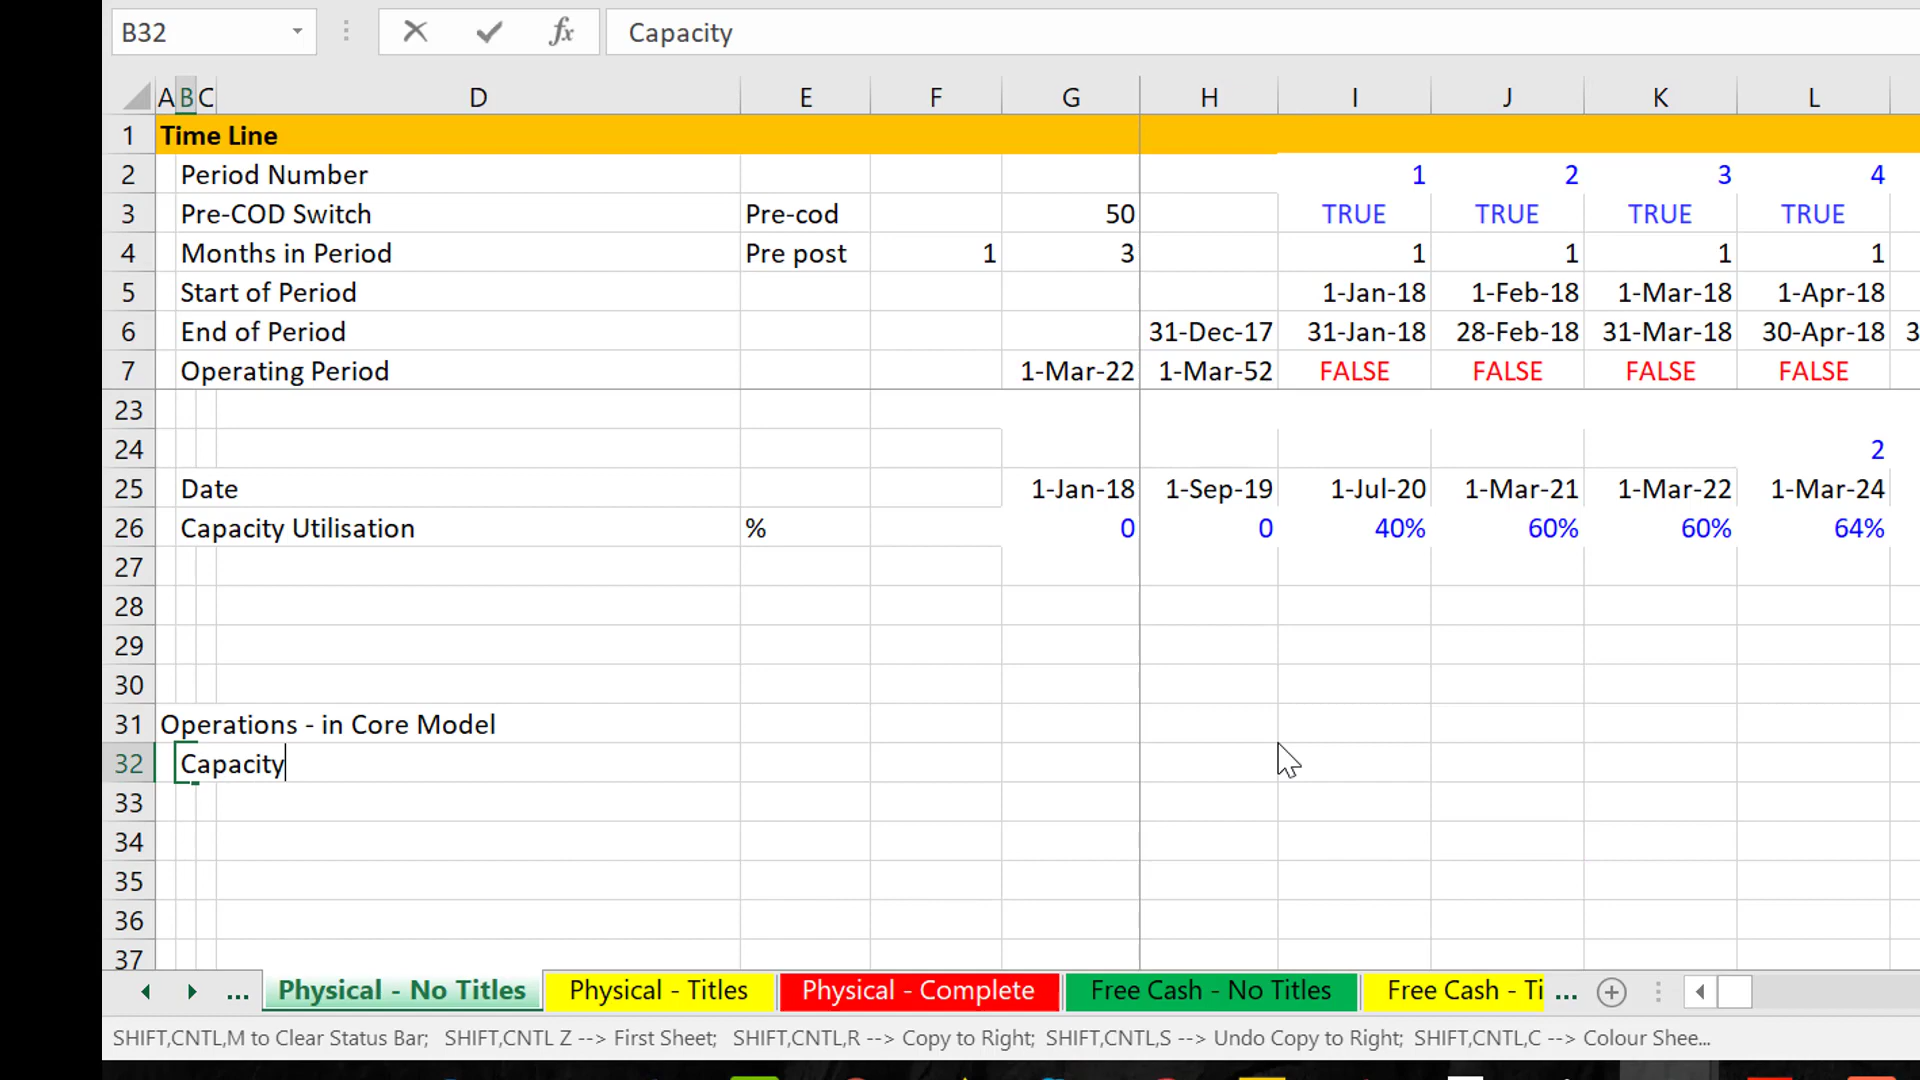 B32 fx Capacity
A B C D E F G H I J K L
1 Time Line
2 Period Number 1 2 3 4
3 Pre-COD Switch Pre-cod 50 TRUE TRUE TRUE TRUE
4 Months in Period Pre post 1 3 1 1 1 1
5 Start of Period 1-Jan-18 1-Feb-18 1-Mar-18 1-Apr-18
6 End of Period 31-Dec-17 31-Jan-18 28-Feb-18 31-Mar-18 30-Apr-18 3
7 Operating Period 1-Mar-22 1-Mar-52 FALSE FALSE FALSE FALSE
23
24 2
25 Date 1-Jan-18 1-Sep-19 1-Jul-20 1-Mar-21 1-Mar-22 1-Mar-24
26 Capacity Utilisation % 0 0 40% 60% 60% 64%
27
28
29
30
31 Operations - in Core Model
32 Capacity
33
34
35
36
37
... Physical - No Titles Physical - Titles Physical - Complete Free Cash - No Titles Free Cash - Ti ...
SHIFT,CNTL,M to Clear Status Bar; SHIFT,CNTL Z --> First Sheet; SHIFT,CNTL,R --> Copy to Right; SHIFT,CNTL,S --> Undo Copy to Right; SHIFT,CNTL,C --> Colour Shee...